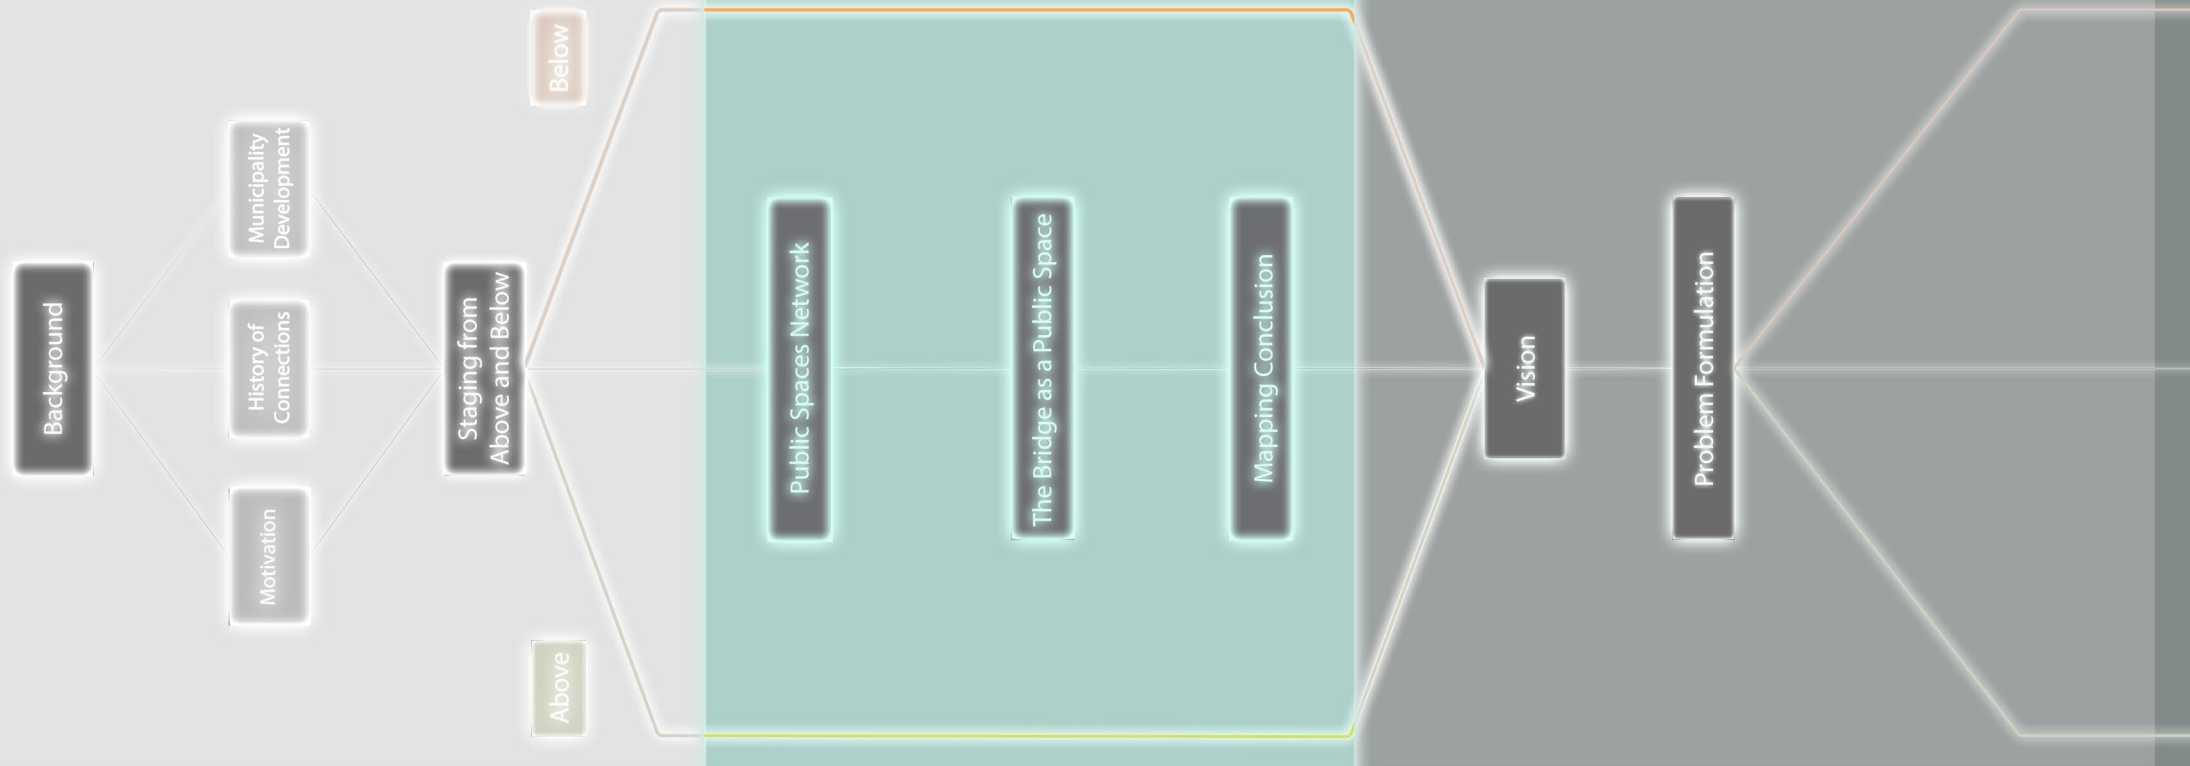 Background
Municipality
Development
History of
Connections
Motivation
Staging from
Above and Below
Below
Above
Public Spaces Network
The Bridge as a Public Space
Mapping Conclusion
Vision
Problem Formulation